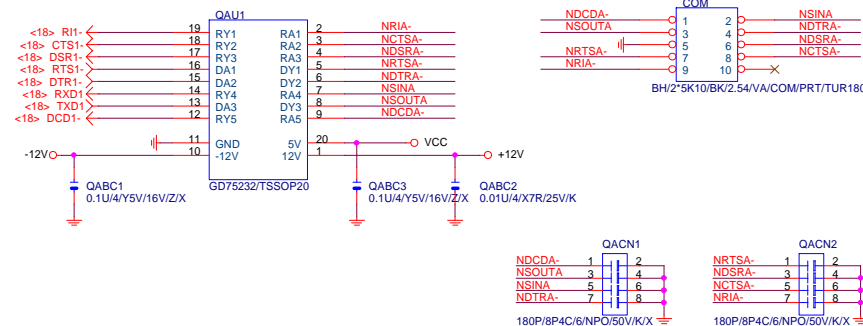 QAU1
<18> RI1- 19 RY1 RA1 2 NRIA-
<18> CTS1- 18 RY2 RA2 3 NCTSA-
<18> DSR1- 17 RY3 RA3 4 NDSRA-
<18> RTS1- 16 DA1 DY1 5 NRTSA-
<18> DTR1- 15 DA2 DY2 6 NDTRA-
<18> RXD1 14 RY4 RA4 7 NSINA
<18> TXD1 13 DA3 DY3 8 NSOUTA
<18> DCD1- 12 RY5 RA5 9 NDCDA-
11 GND 5V 20 VCC
-12V 10 -12V 12V 1 +12V
GD75232/TSSOP20
QABC1
0.1U/4/Y5V/16V/Z/X
QABC3
0.1U/4/Y5V/16V/Z/X
QABC2
0.01U/4/X7R/25V/K
COM
NDCDA- 1 2 NSINA
NSOUTA 3 4 NDTRA-
5 6 NDSRA-
NRTSA- 7 8 NCTSA-
NRIA- 9 10
BH/2*5K10/BK/2.54/VA/COM/PRT/TUR180
QACN1
NDCDA- 1 2
NSOUTA 3 4
NSINA 5 6
NDTRA- 7 8
180P/8P4C/6/NPO/50V/K/X
QACN2
NRTSA- 1 2
NDSRA- 3 4
NCTSA- 5 6
NRIA- 7 8
180P/8P4C/6/NPO/50V/K/X